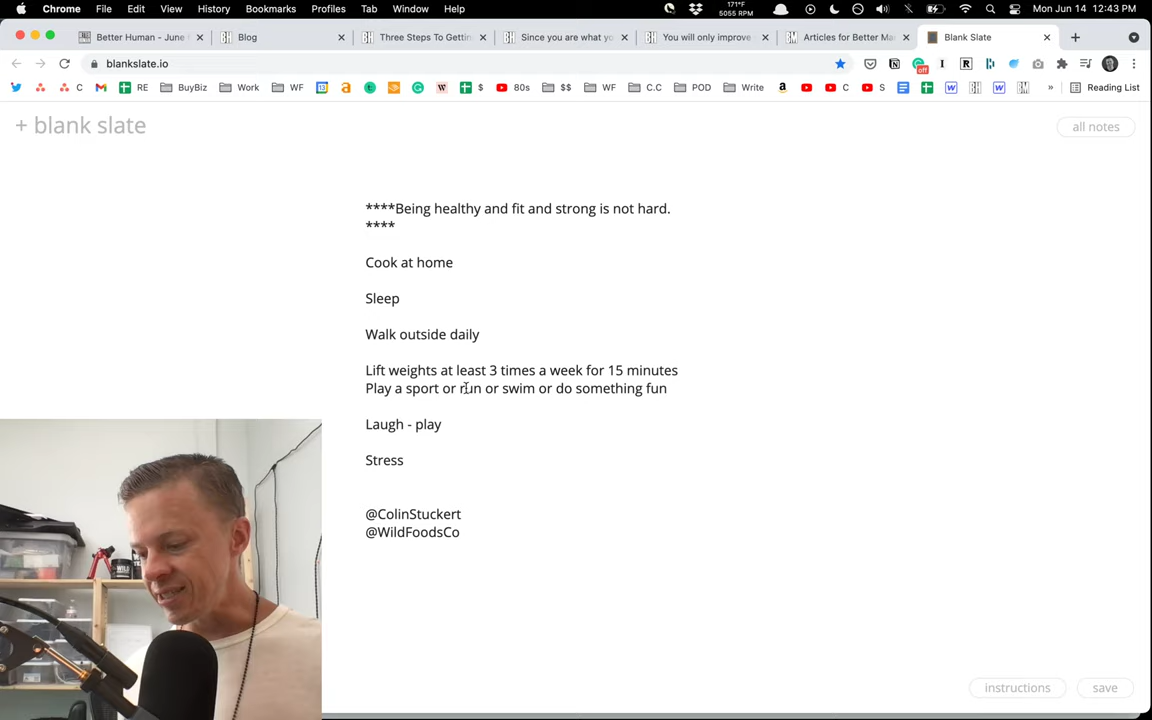 Chrome File Edit View History Bookmarks Profiles Tab Window Help 171°F 5055 RPM Mon Jun 14 12:43 PM
Better Human - June Blog Three Steps To Gettin Since you are what yo You will only improve Articles for Better Ma Blank Slate
blankslate.io
C RE BuyBiz Work $ 80s $$ WF C.C POD Write C S » Reading List
off
+ blank slate
all notes
****Being healthy and fit and strong is not hard.
****
Cook at home
Sleep
Walk outside daily
Lift weights at least 3 times a week for 15 minutes
Play a sport or run or swim or do something fun
Laugh - play
Stress
@ColinStuckert
@WildFoodsCo
WILD
instructions save